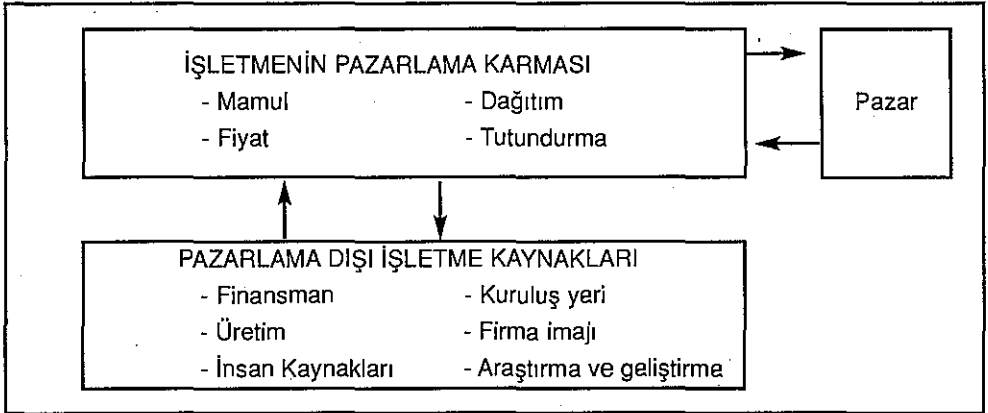 İŞLETMENİN PAZARLAMA KARMASI
- Mamul - Dağıtım
- Fiyat - Tutundurma
Pazar
PAZARLAMA DIŞI İŞLETME KAYNAKLARI
- Finansman - Kuruluş yeri
- Üretim - Firma imajı
- İnsan Kaynakları - Araştırma ve geliştirme